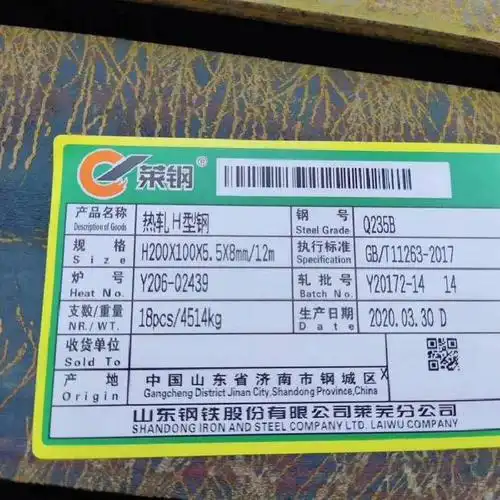 莱钢®
产品名称 热轧H型钢 钢号 Q235B
Description of Goods Steel Grade
规格 H200X100X5.5X8mm/12m 执行标准 GB/T11263-2017
Size Specification
炉号 Y206-02439 轧批号 Y20172-14 14
Heat No. Batch No.
支数/重量 18pcs/4514kg 生产日期 2020.03.30 D
NR./WT. Date
收货单位
Sold To
产地 中国山东省济南市钢城区 X
Origin Gangcheng District Jinan City, Shandong Province, China
山东钢铁股份有限公司莱芜分公司
SHANDONG IRON AND STEEL COMPANY LTD. LAIWU COMPANY